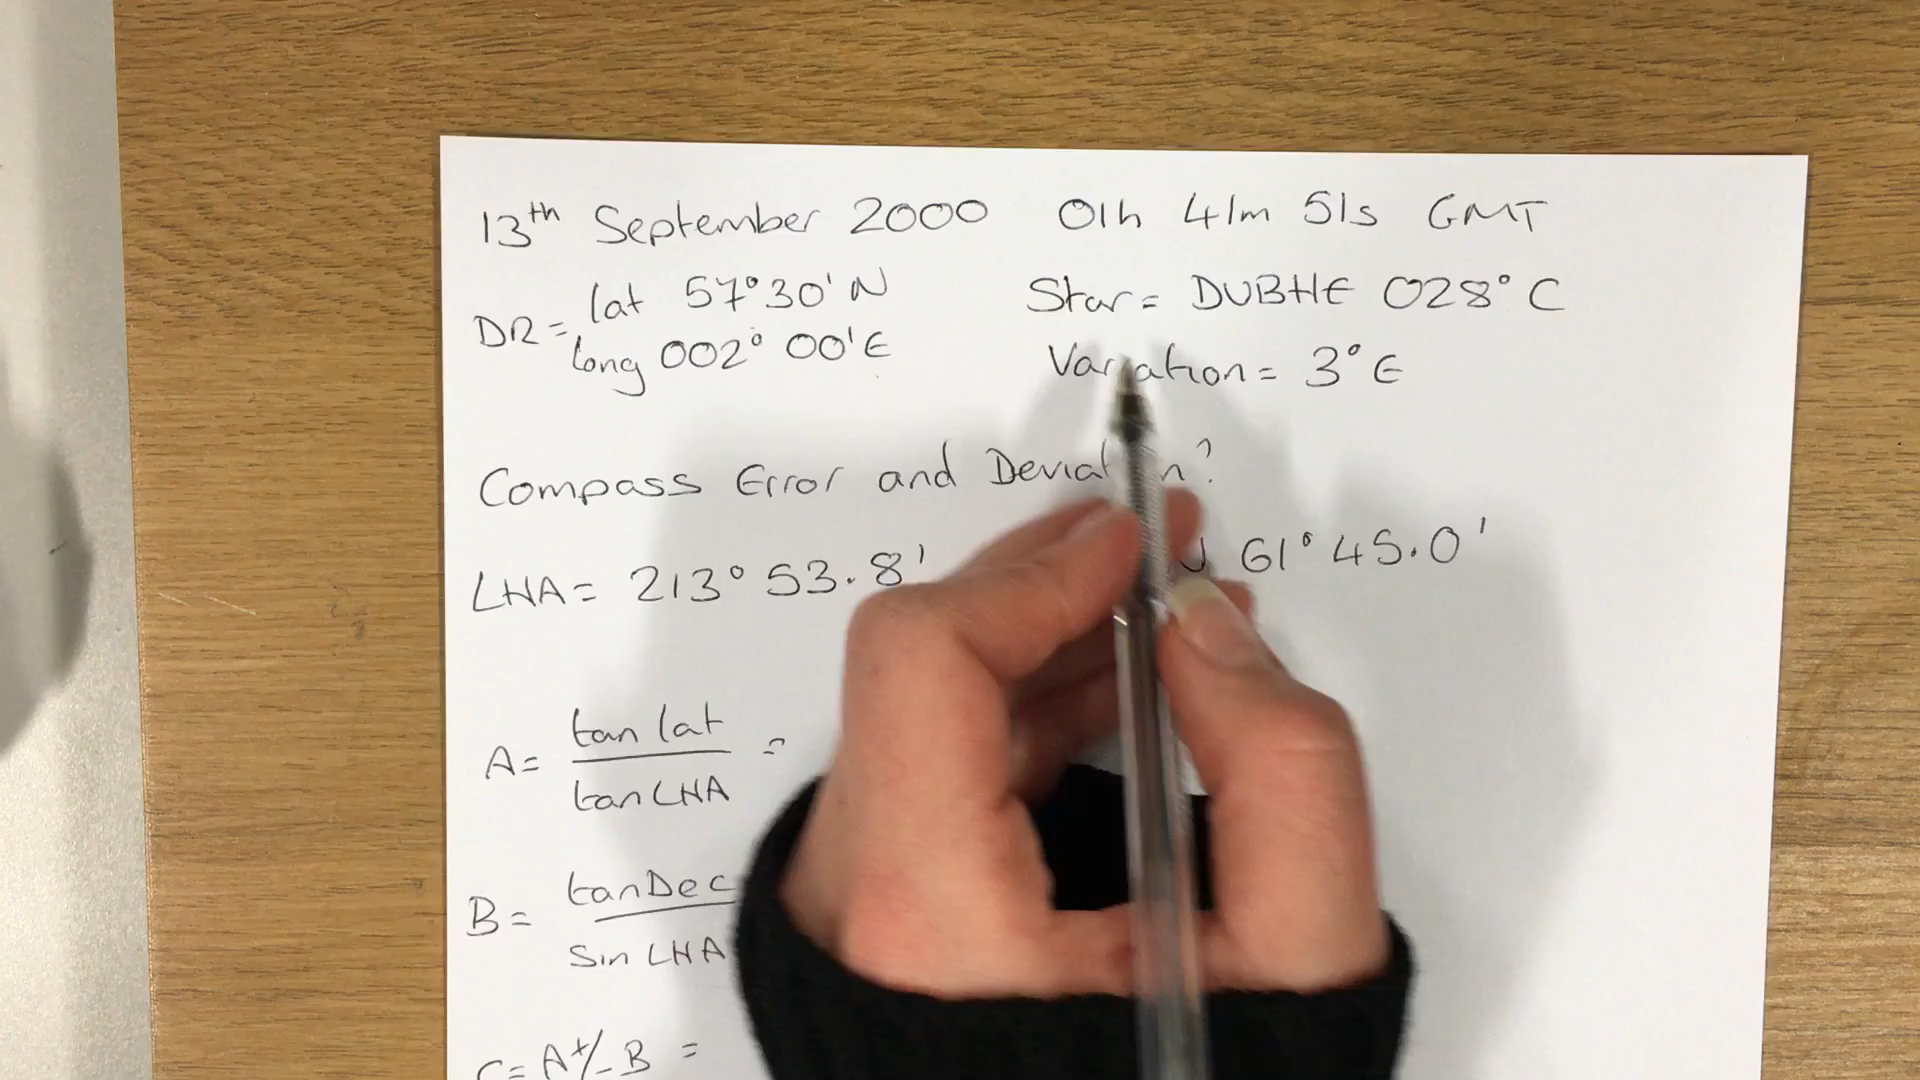 13th September 2000 01h 41m 51s GMT
DR = lat 57°30'N
long 002° 00'E
Star = DUBHE 028° C
Variation = 3° E
Compass Error and
LHA = 213° 53.8' 61° 45.0'
A = tan lat / tan LHA =
B = tan Dec / Sin LHA
C = A +/- B =